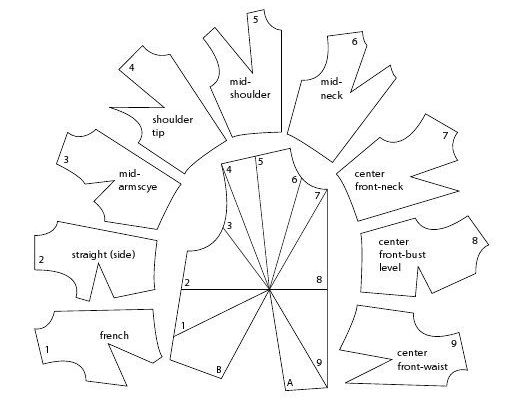 5
mid-
shoulder
6
mid-
neck
4
shoulder
tip
7
center
front-neck
3
mid-
armscye
4
5
6
7
3
2
1
8
9
B
A
2
straight (side)
center
front-bust
level
8
1
french
center
front-waist
9